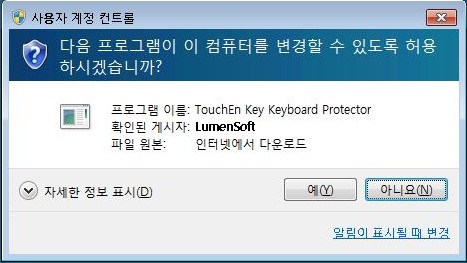 사용자 계정 컨트롤
다음 프로그램이 이 컴퓨터를 변경할 수 있도록 허용
하시겠습니까?
프로그램 이름: TouchEn Key Keyboard Protector
확인된 게시자: LumenSoft
파일 원본: 인터넷에서 다운로드
자세한 정보 표시(D)
예(Y)
아니요(N)
알림이 표시될 때 변경